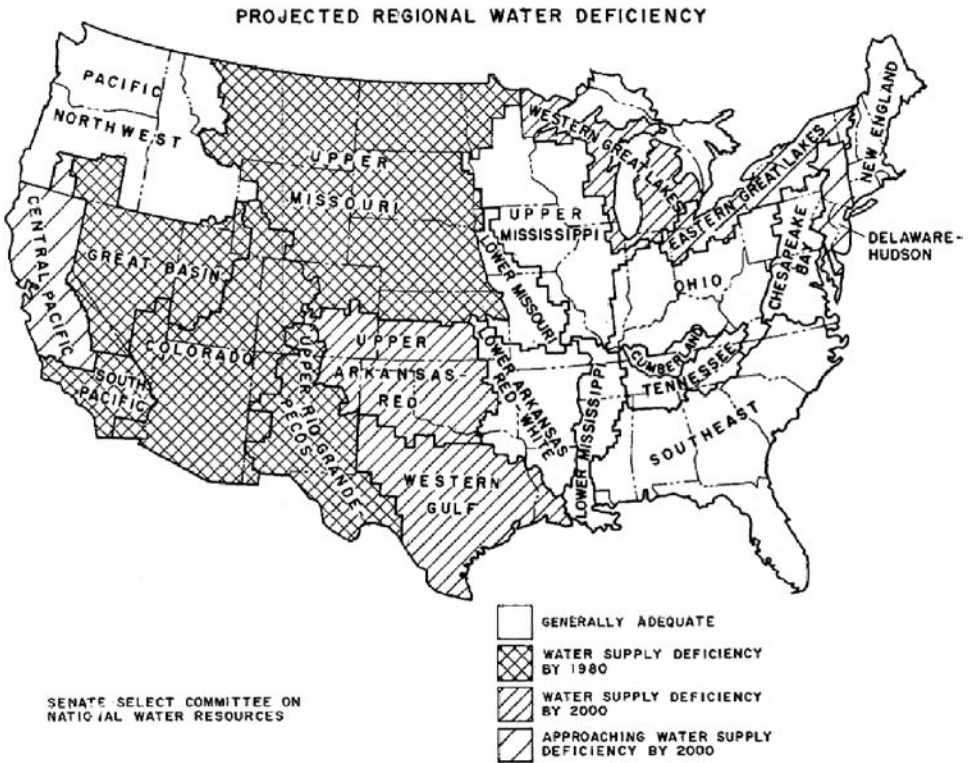 PROJECTED REGIONAL WATER DEFICIENCY
PACIFIC
NORTHWEST
UPPER
MISSOURI
WESTERN GREAT LAKES
EASTERN GREAT LAKES
NEW ENGLAND
CENTRAL PACIFIC
GREAT BASIN
UPPER
MISSISSIPPI
LOWER MISSOURI
OHIO
CHESAPEAKE
BAY
DELAWARE-
HUDSON
COLORADO
SOUTH
PACIFIC
UPPER RIO GRANDE-
PECOS
UPPER
ARKANSAS-
RED
LOWER ARKANSAS
RED WHITE
LOWER MISSISSIPPI
CUMBERLAND
TENNESSEE
SOUTHEAST
WESTERN
GULF
GENERALLY ADEQUATE
WATER SUPPLY DEFICIENCY
BY 1980
WATER SUPPLY DEFICIENCY
BY 2000
APPROACHING WATER SUPPLY
DEFICIENCY BY 2000
SENATE SELECT COMMITTEE ON
NATIONAL WATER RESOURCES